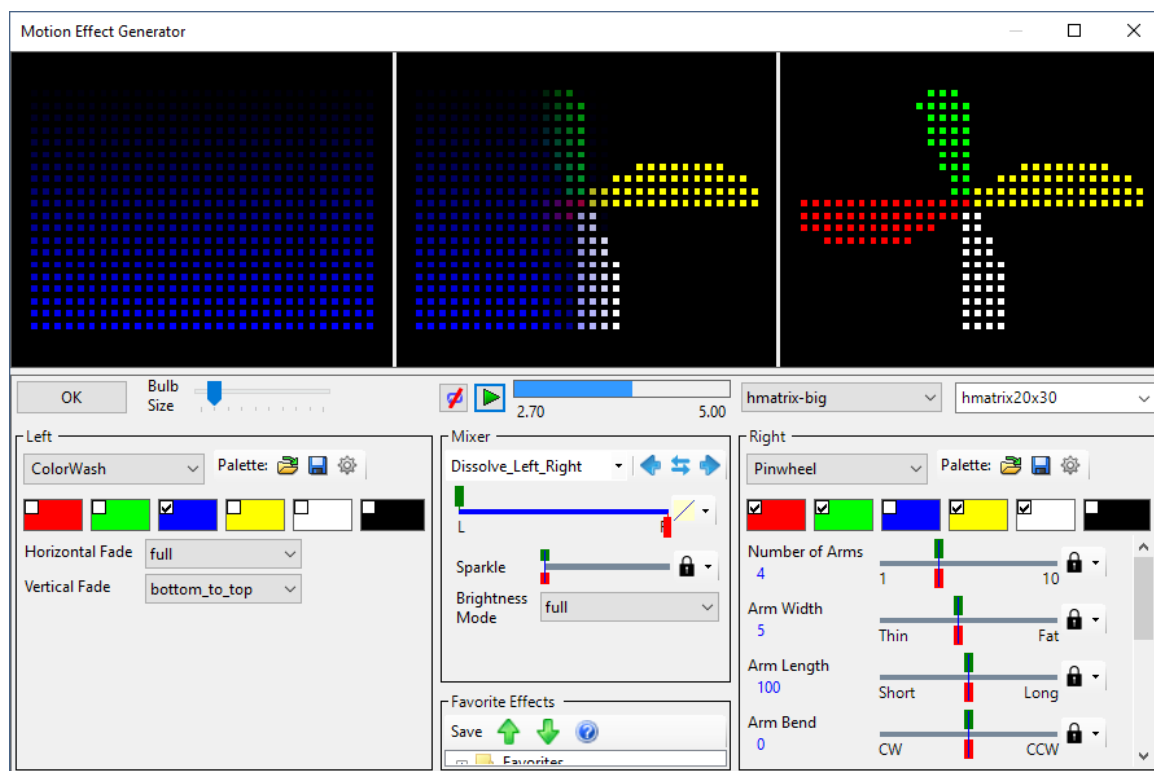 Motion Effect Generator
OK
Bulb
Size
2.70
5.00
hmatrix-big
hmatrix20x30
Left
ColorWash
Palette:
Horizontal Fade
full
Vertical Fade
bottom_to_top
Mixer
Dissolve_Left_Right
L
Sparkle
Brightness
Mode
full
Favorite Effects
Save
Favorites
Right
Pinwheel
Palette:
Number of Arms
4
1
10
Arm Width
5
Thin
Fat
Arm Length
100
Short
Long
Arm Bend
0
CW
CCW